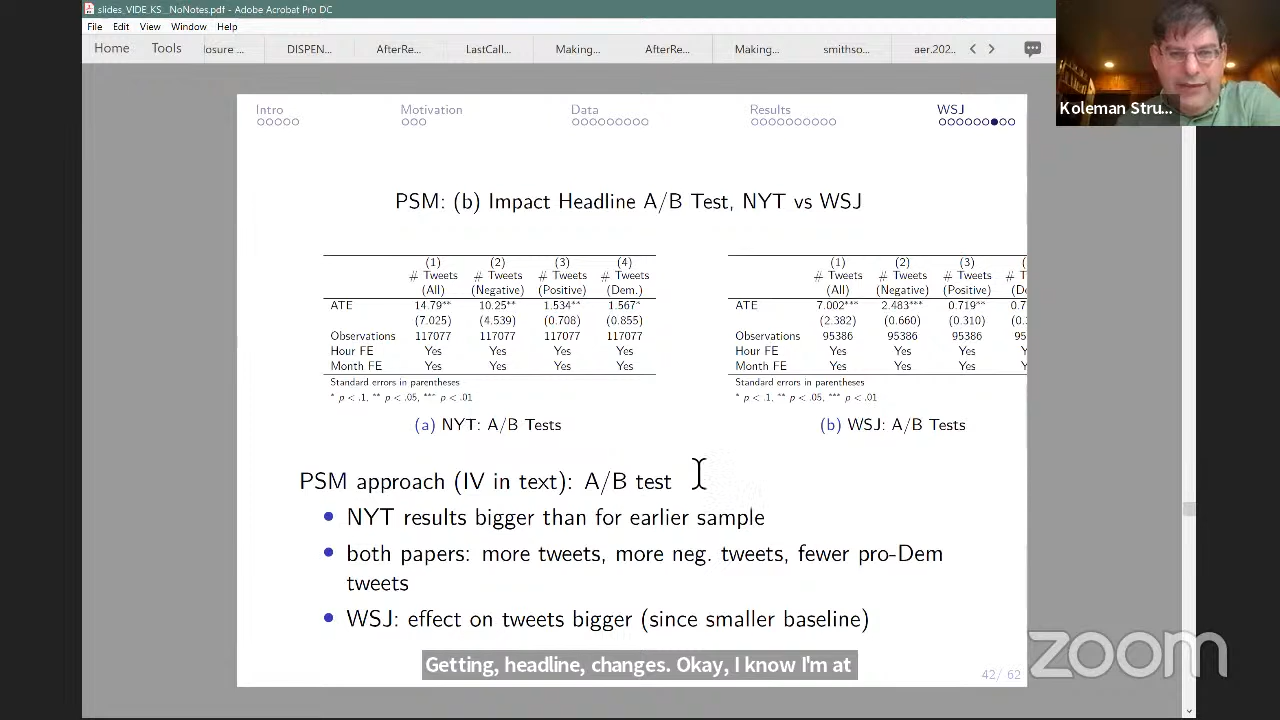 slides_VIDE_KS _NoNotes.pdf - Adobe Acrobat Pro DC
File Edit View Window Help
Home Tools losure ... DISPEN... AfterRe... LastCall... Making... AfterRe... Making... smithso... aer.202...
Koleman Stru...
Intro Motivation Data Results WSJ
PSM: (b) Impact Headline A/B Test, NYT vs WSJ
(1) (2) (3) (4)
# Tweets # Tweets # Tweets # Tweets
(All) (Negative) (Positive) (Dem.)
ATE 14.79** 10.25** 1.534** 1.567*
(7.025) (4.539) (0.708) (0.855)
Observations 117077 117077 117077 117077
Hour FE Yes Yes Yes Yes
Month FE Yes Yes Yes Yes
Standard errors in parentheses
* p < .1, ** p < .05, *** p < .01
(a) NYT: A/B Tests
(1) (2) (3)
# Tweets # Tweets # Tweets # T
(All) (Negative) (Positive) (De
ATE 7.002*** 2.483*** 0.719** 0.7
(2.382) (0.660) (0.310) (0.3
Observations 95386 95386 95386 95
Hour FE Yes Yes Yes Y
Month FE Yes Yes Yes Y
Standard errors in parentheses
* p < .1, ** p < .05, *** p < .01
(b) WSJ: A/B Tests
PSM approach (IV in text): A/B test
• NYT results bigger than for earlier sample
• both papers: more tweets, more neg. tweets, fewer pro-Dem
tweets
• WSJ: effect on tweets bigger (since smaller baseline)
Getting, headline, changes. Okay, I know I'm at
42/ 62
zoom